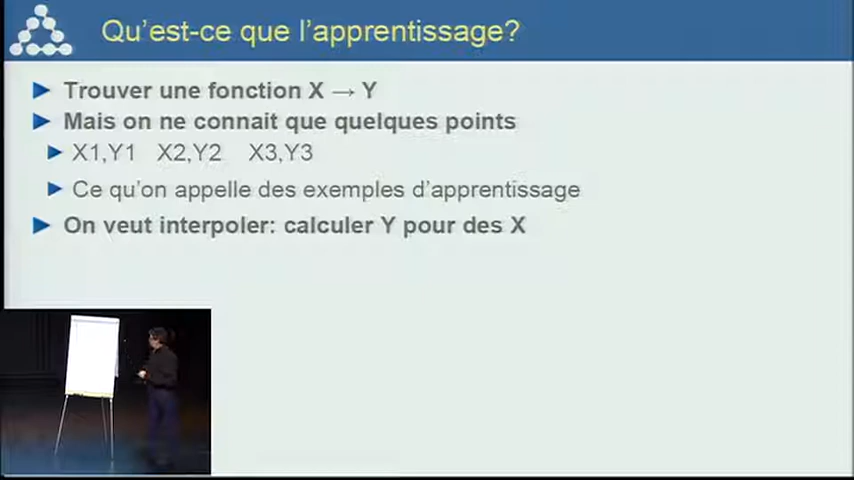 Qu’est-ce que l’apprentissage?
Trouver une fonction X → Y
Mais on ne connait que quelques points
X1,Y1 X2,Y2 X3,Y3
Ce qu’on appelle des exemples d’apprentissage
On veut interpoler: calculer Y pour des X